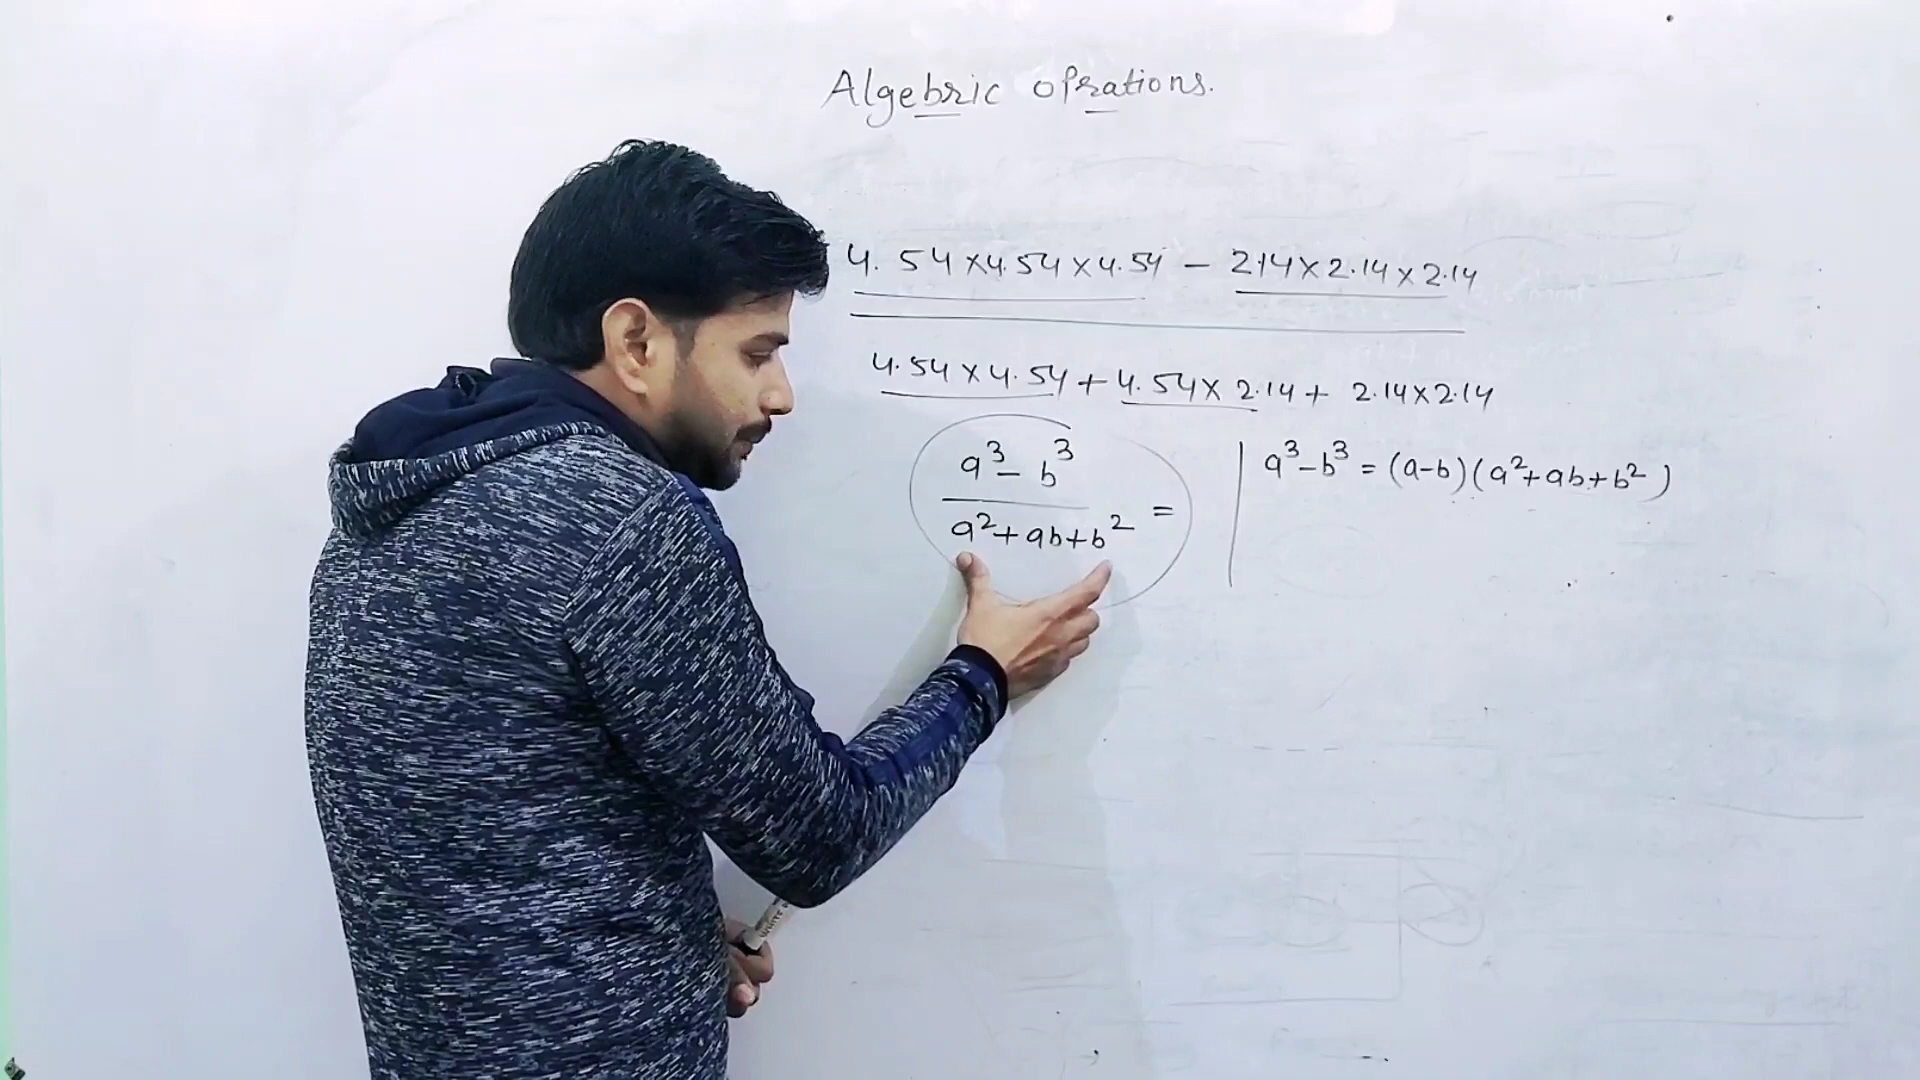 Algebric oprations.
4.54×4.54×4.54 - 2.14×2.14×2.14
4.54×4.54+4.54×2.14+2.14×2.14
a³-b³
a²+ab+b² =
a³-b³=(a-b)(a²+ab+b²)
WHITE